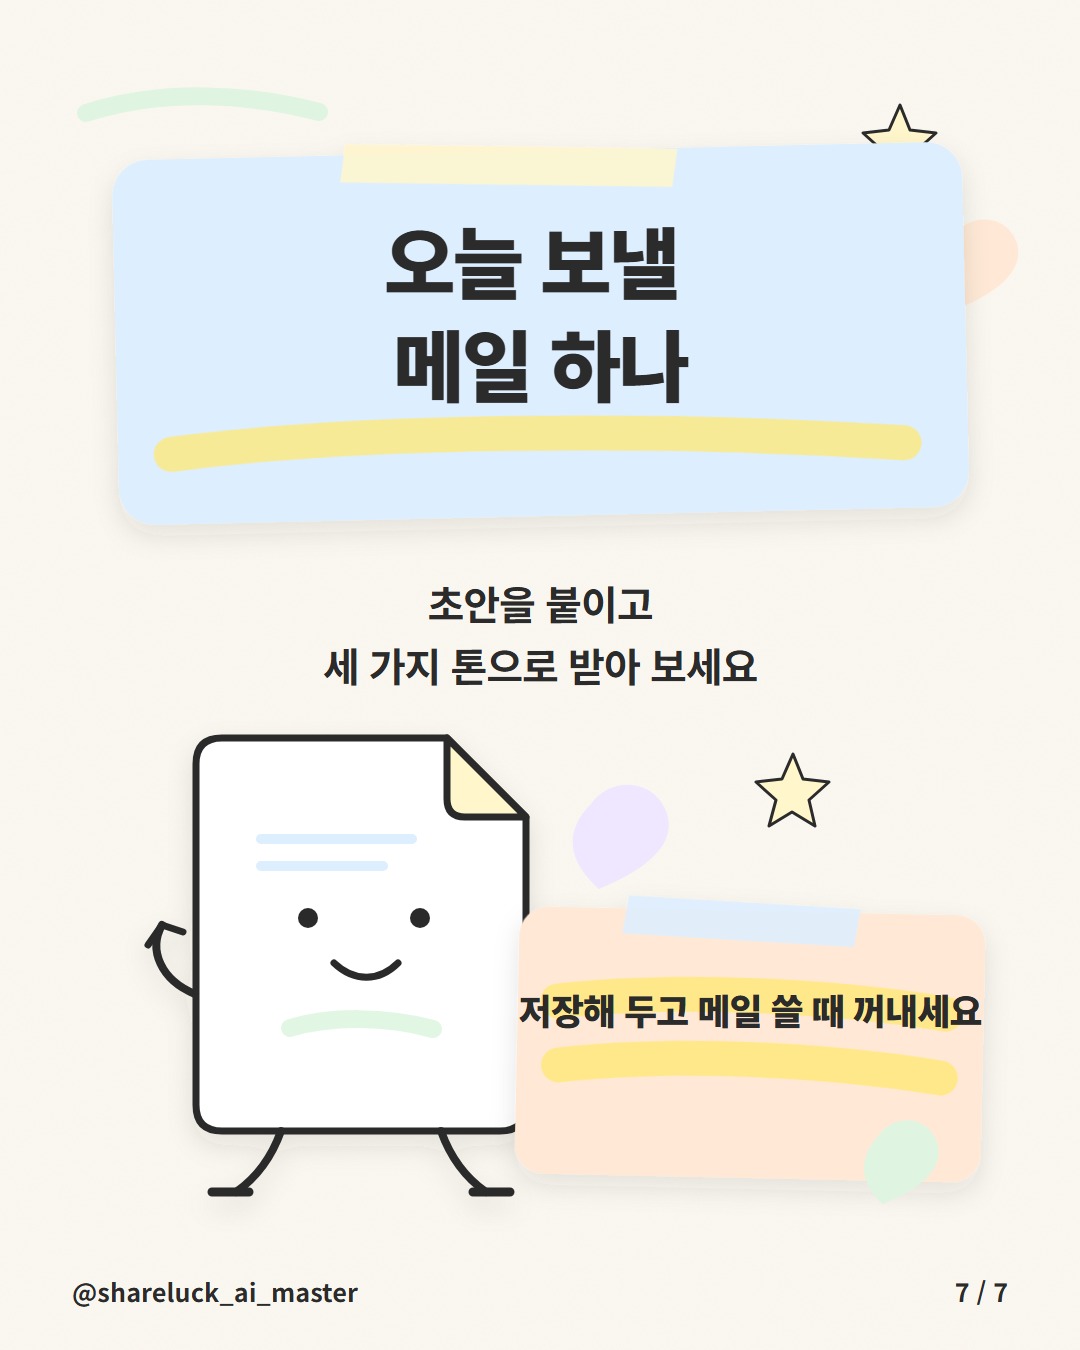 오늘 보낼
메일 하나
초안을 붙이고
세 가지 톤으로 받아 보세요
저장해 두고 메일 쓸 때 꺼내세요
@shareluck_ai_master
7 / 7